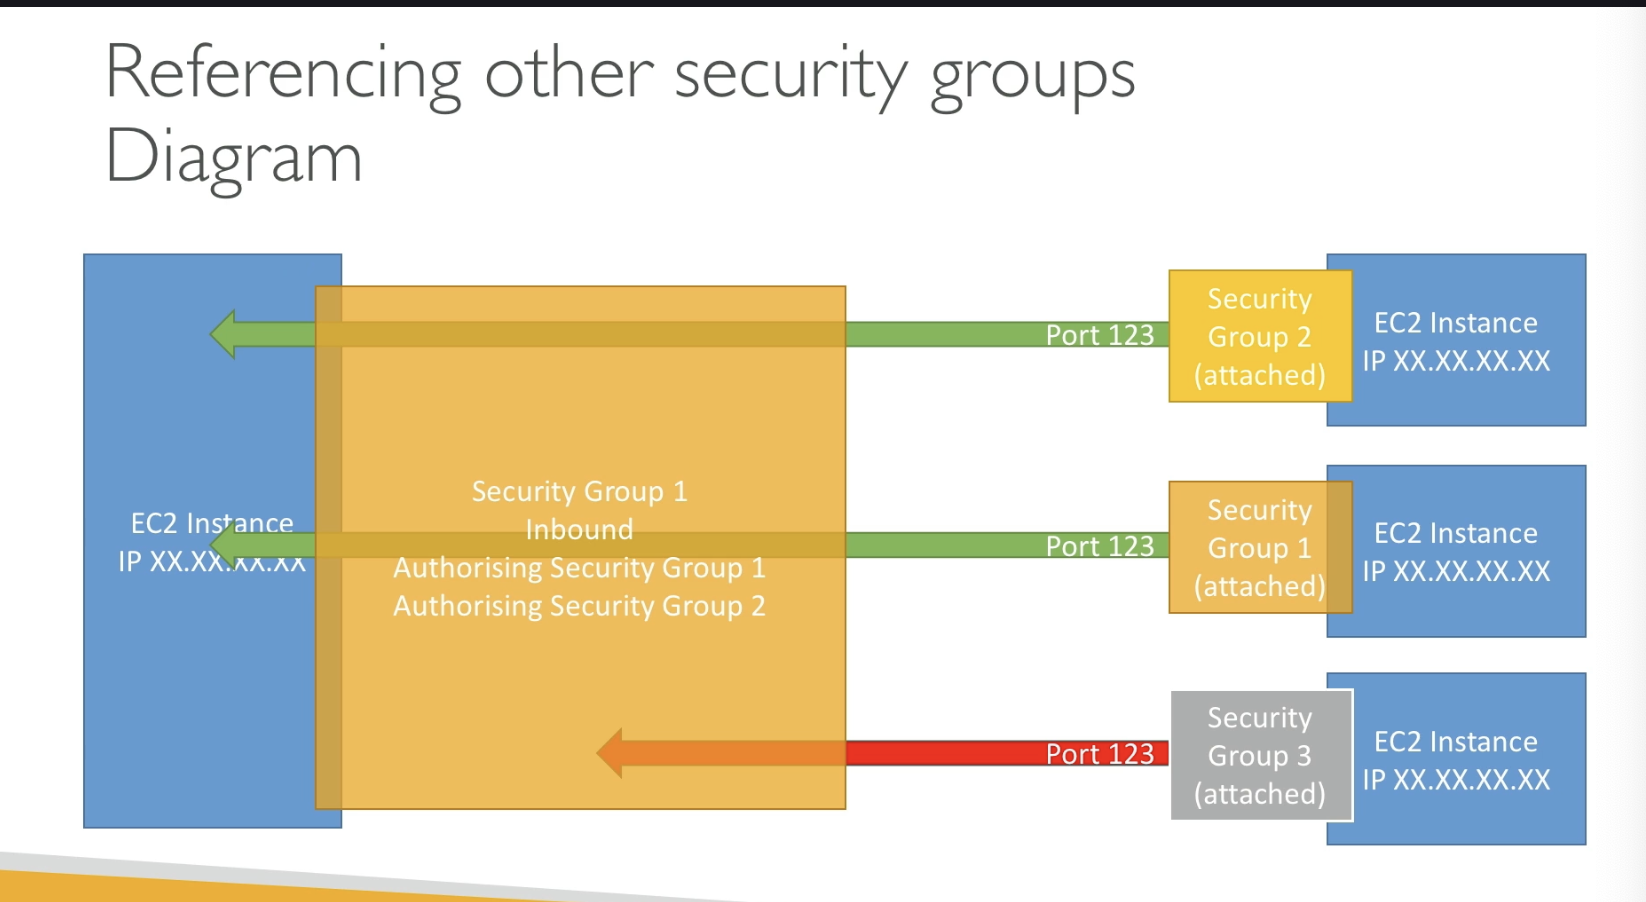 Referencing other security groups
Diagram
EC2 Instance
IP XX.XX.XX.XX
Security Group 1
Inbound
Authorising Security Group 1
Authorising Security Group 2
Port 123
Security
Group 2
(attached)
EC2 Instance
IP XX.XX.XX.XX
Port 123
Security
Group 1
(attached)
EC2 Instance
IP XX.XX.XX.XX
Port 123
Security
Group 3
(attached)
EC2 Instance
IP XX.XX.XX.XX